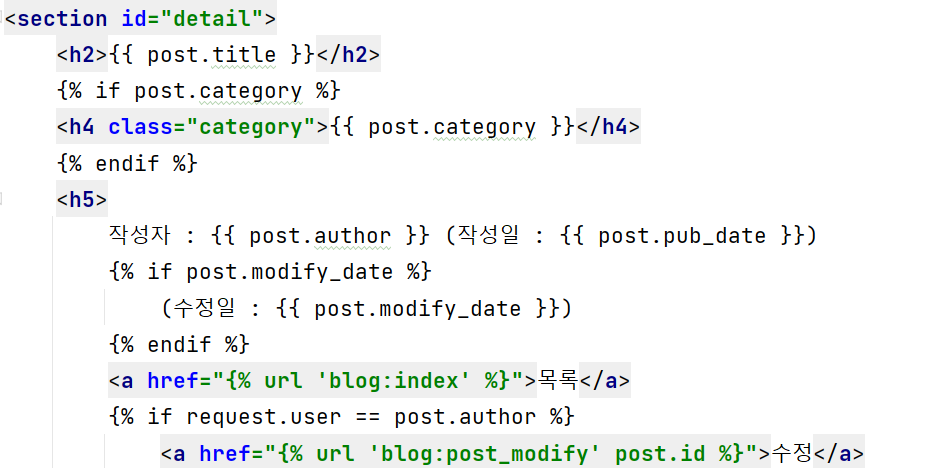 <section id="detail">
<h2>{{ post.title }}</h2>
{% if post.category %}
<h4 class="category">{{ post.category }}</h4>
{% endif %}
<h5>
작성자 : {{ post.author }} (작성일 : {{ post.pub_date }})
{% if post.modify_date %}
(수정일 : {{ post.modify_date }})
{% endif %}
<a href="{% url 'blog:index' %}">목록</a>
{% if request.user == post.author %}
<a href="{% url 'blog:post_modify' post.id %}">수정</a>